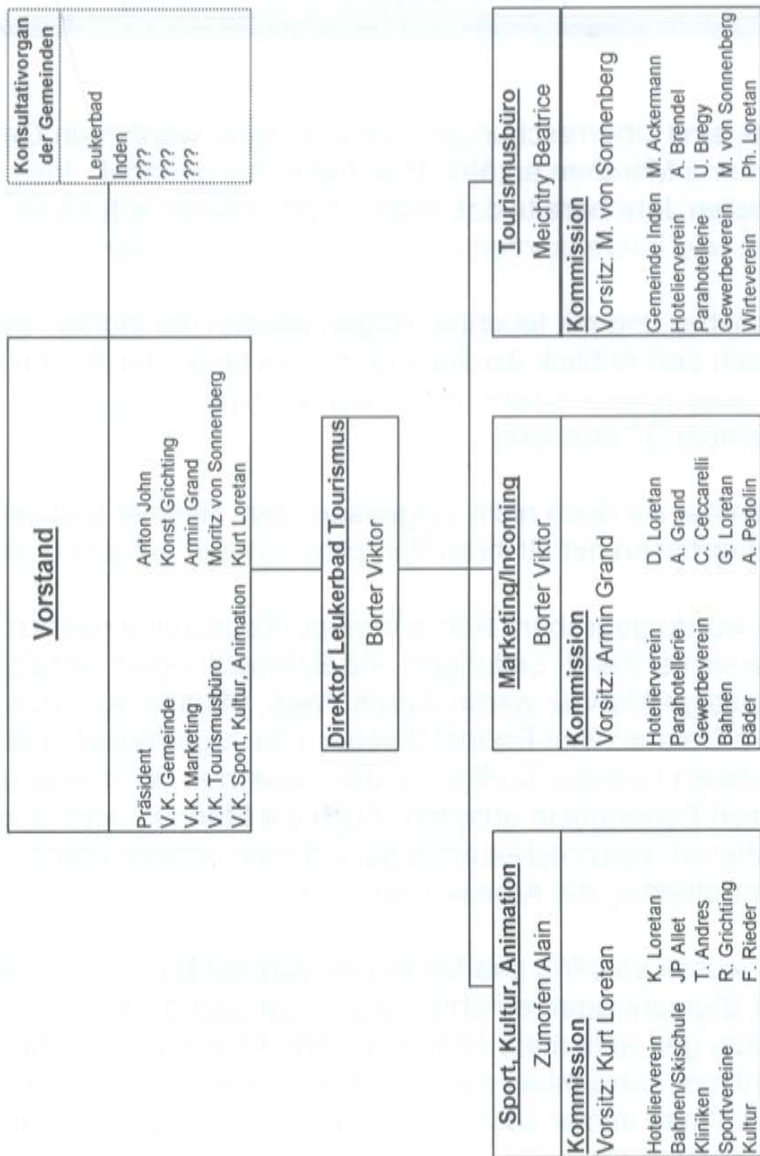 Vorstand
Präsident Anton John
V.K. Gemeinde Konst Grichting
V.K. Marketing Armin Grand
V.K. Tourismusbüro Moritz von Sonnenberg
V.K. Sport, Kultur, Animation Kurt Loretan
Konsultativorgan
der Gemeinden
Leukerbad
Inden
???
???
???
Direktor Leukerbad Tourismus
Borter Viktor
Sport, Kultur, Animation
Zumofen Alain
Kommission
Vorsitz: Kurt Loretan
Hotelierverein K. Loretan
Bahnen/Skischule JP. Allet
Kliniken T. Andres
Sportvereine R. Grichting
Kultur F. Rieder
Marketing/Incoming
Borter Viktor
Kommission
Vorsitz: Armin Grand
Hotelierverein D. Loretan
Parahotellerie A. Grand
Gewerbeverein C. Ceccarelli
Bahnen B. Loretan
Bäder A. Pedolin
Tourismusbüro
Meichtry Beatrice
Kommission
Vorsitz: M. von Sonnenberg
Gemeinde Inden M. Ackermann
Hotelierverein A. Brendel
Parahotellerie E. Bregy
Gewerbeverein M. von Sonnenberg
Wirteverein Ph. Loretan